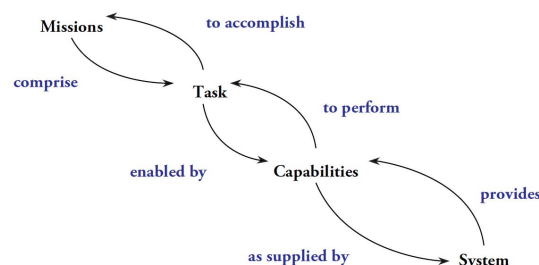 to accomplish
Missions
comprise
Task
to perform
enabled by
Capabilities
provides
as supplied by
System